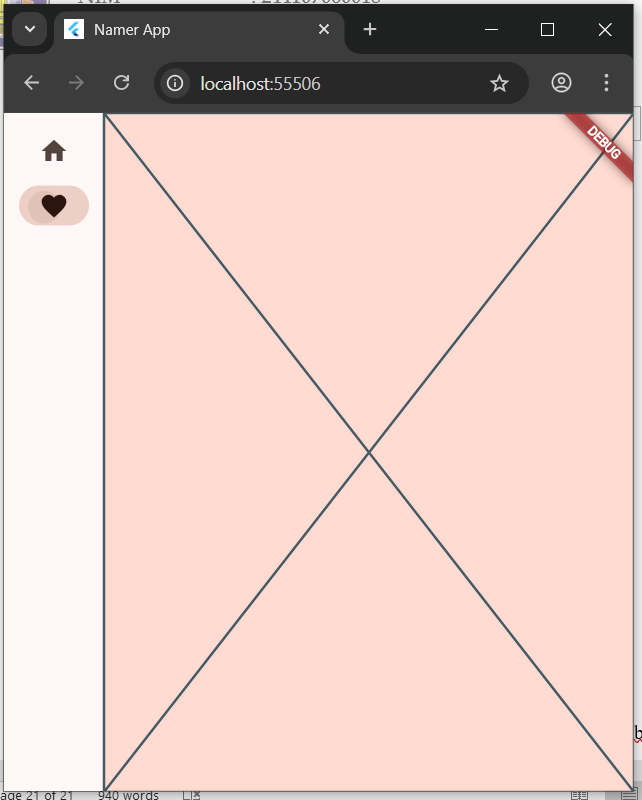 Namer App
localhost:55506
DEBUG
b
age 21 of 21 940 words